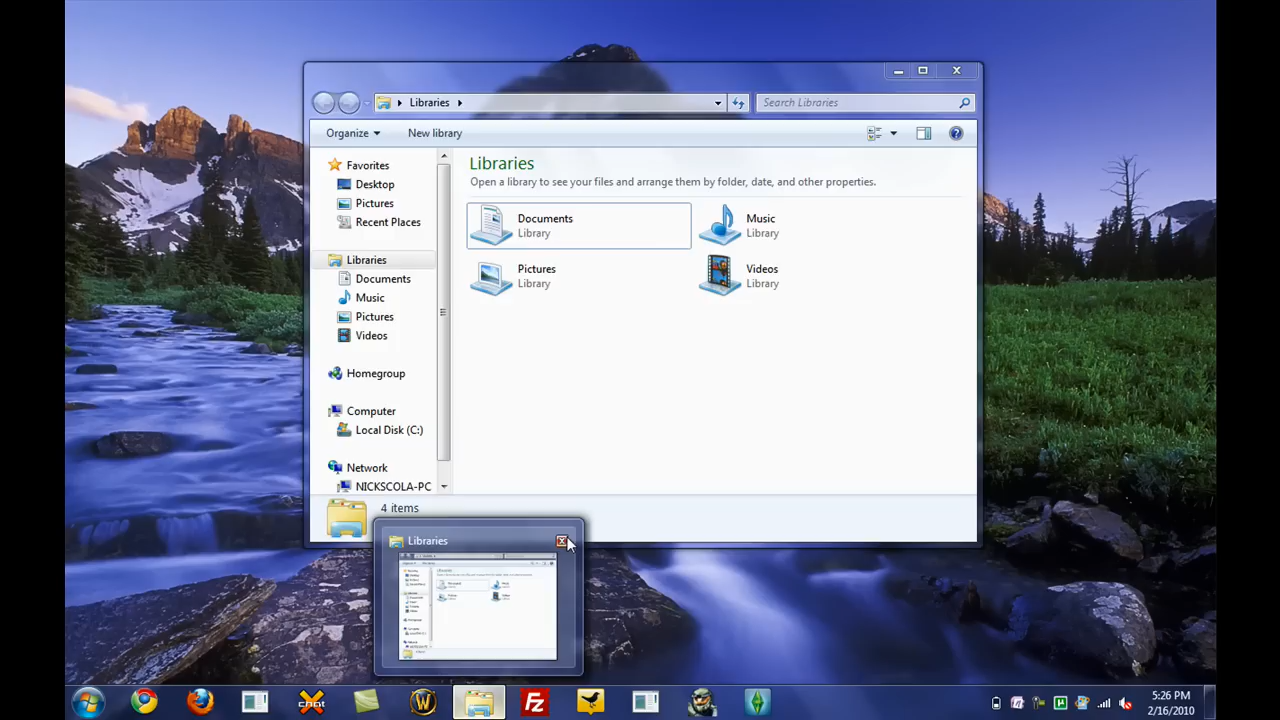 Libraries
Search Libraries
Organize
New library
Favorites
Desktop
Pictures
Recent Places
Libraries
Documents
Music
Pictures
Videos
Homegroup
Computer
Local Disk (C:)
Network
NICKSCOLA-PC
Libraries
Open a library to see your files and arrange them by folder, date, and other properties.
Documents
Library
Music
Library
Pictures
Library
Videos
Library
4 items
Libraries
chat
Fz
5:26 PM
2/16/2010